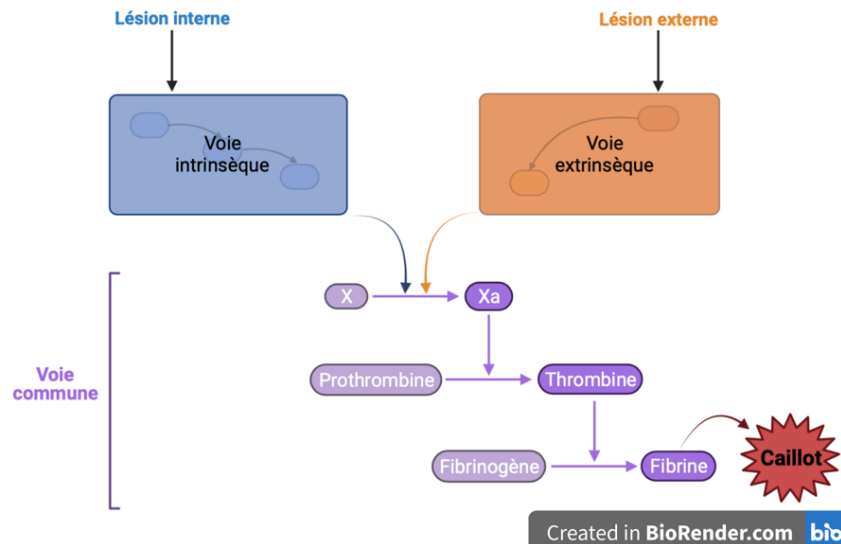 Lésion interne
Lésion externe
Voie
intrinsèque
Voie
extrinsèque
X
Xa
Voie
commune
Prothrombine
Thrombine
Fibrinogène
Fibrine
Caillot
Created in BioRender.com
bio